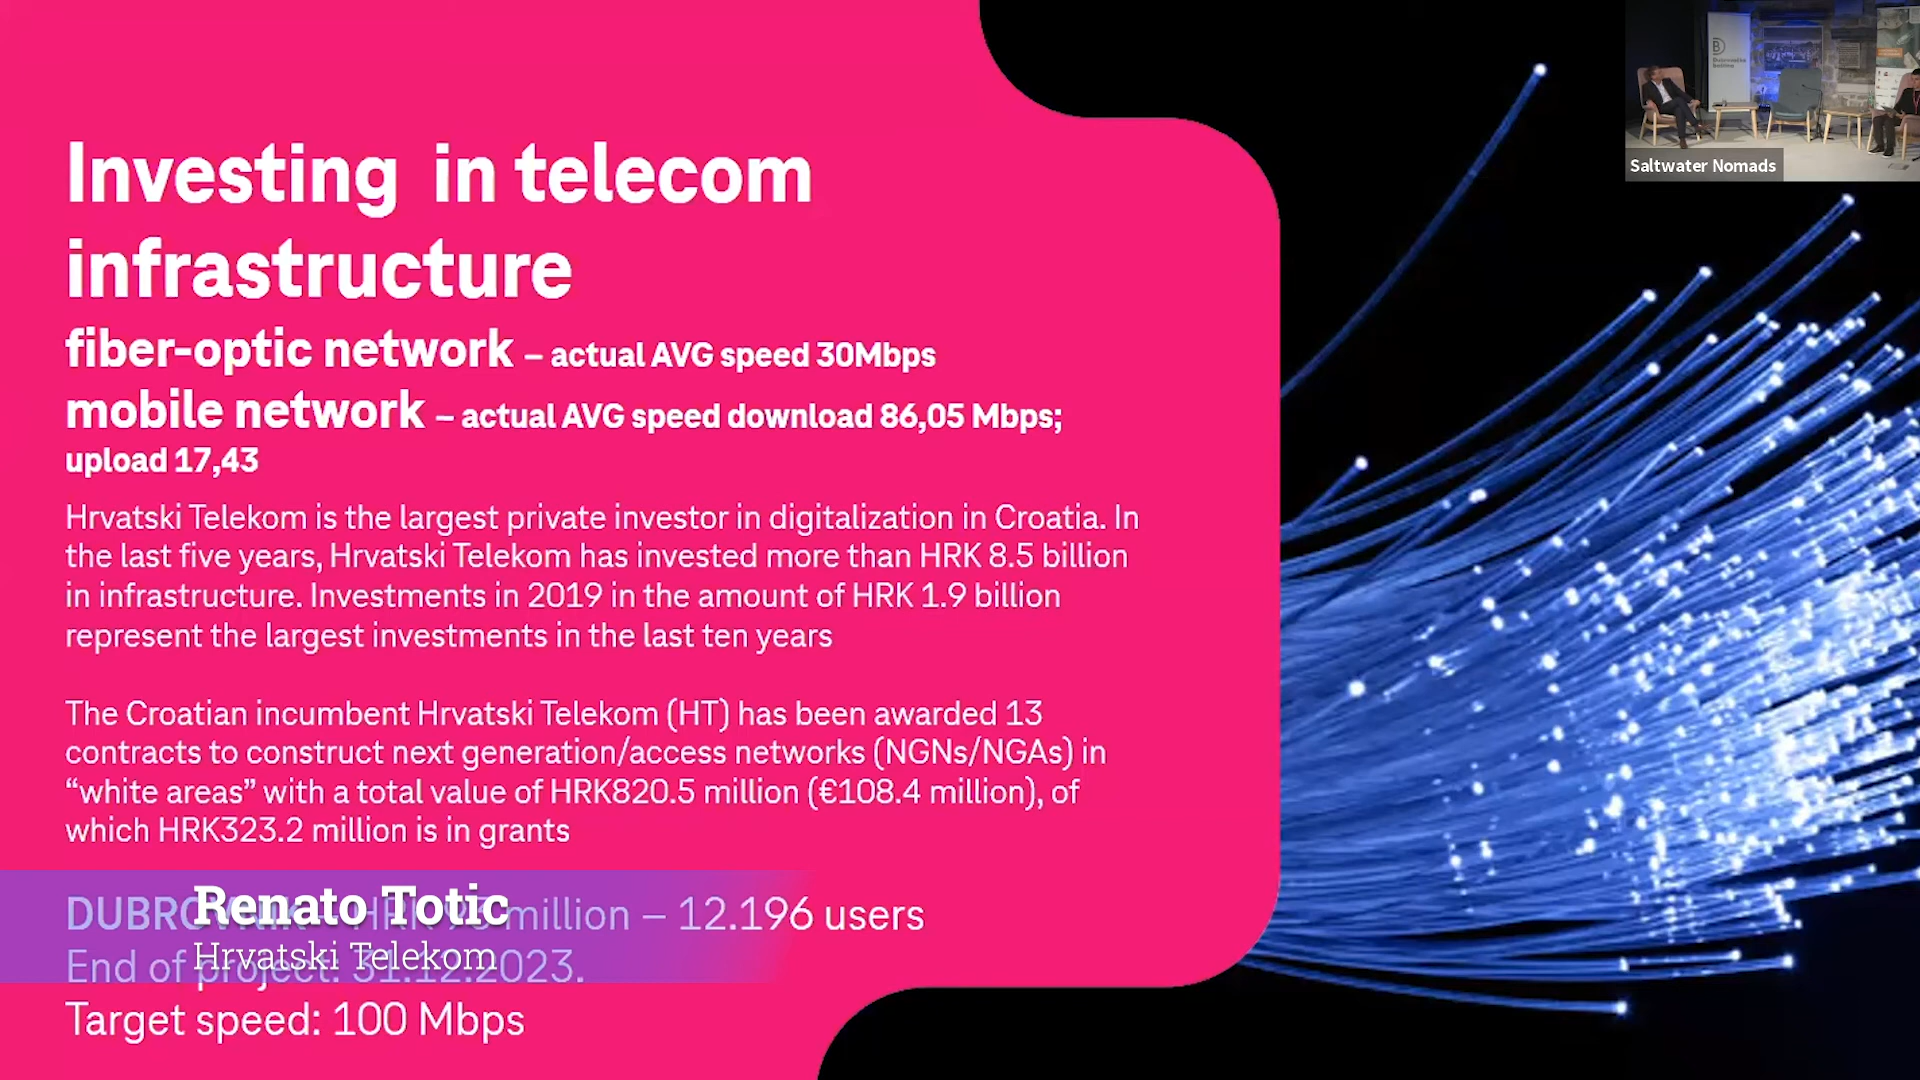 Investing in telecom
infrastructure
fiber-optic network – actual AVG speed 30Mbps
mobile network – actual AVG speed download 86,05 Mbps;
upload 17,43
Hrvatski Telekom is the largest private investor in digitalization in Croatia. In
the last five years, Hrvatski Telekom has invested more than HRK 8.5 billion
in infrastructure. Investments in 2019 in the amount of HRK 1.9 billion
represent the largest investments in the last ten years
The Croatian incumbent Hrvatski Telekom (HT) has been awarded 13
contracts to construct next generation/access networks (NGNs/NGAs) in
“white areas” with a total value of HRK820.5 million (€108.4 million), of
which HRK323.2 million is in grants
million – 12.196 users
End of project: 31.12.2023.
Target speed: 100 Mbps
Renato Totic
Hrvatski Telekom
Saltwater Nomads